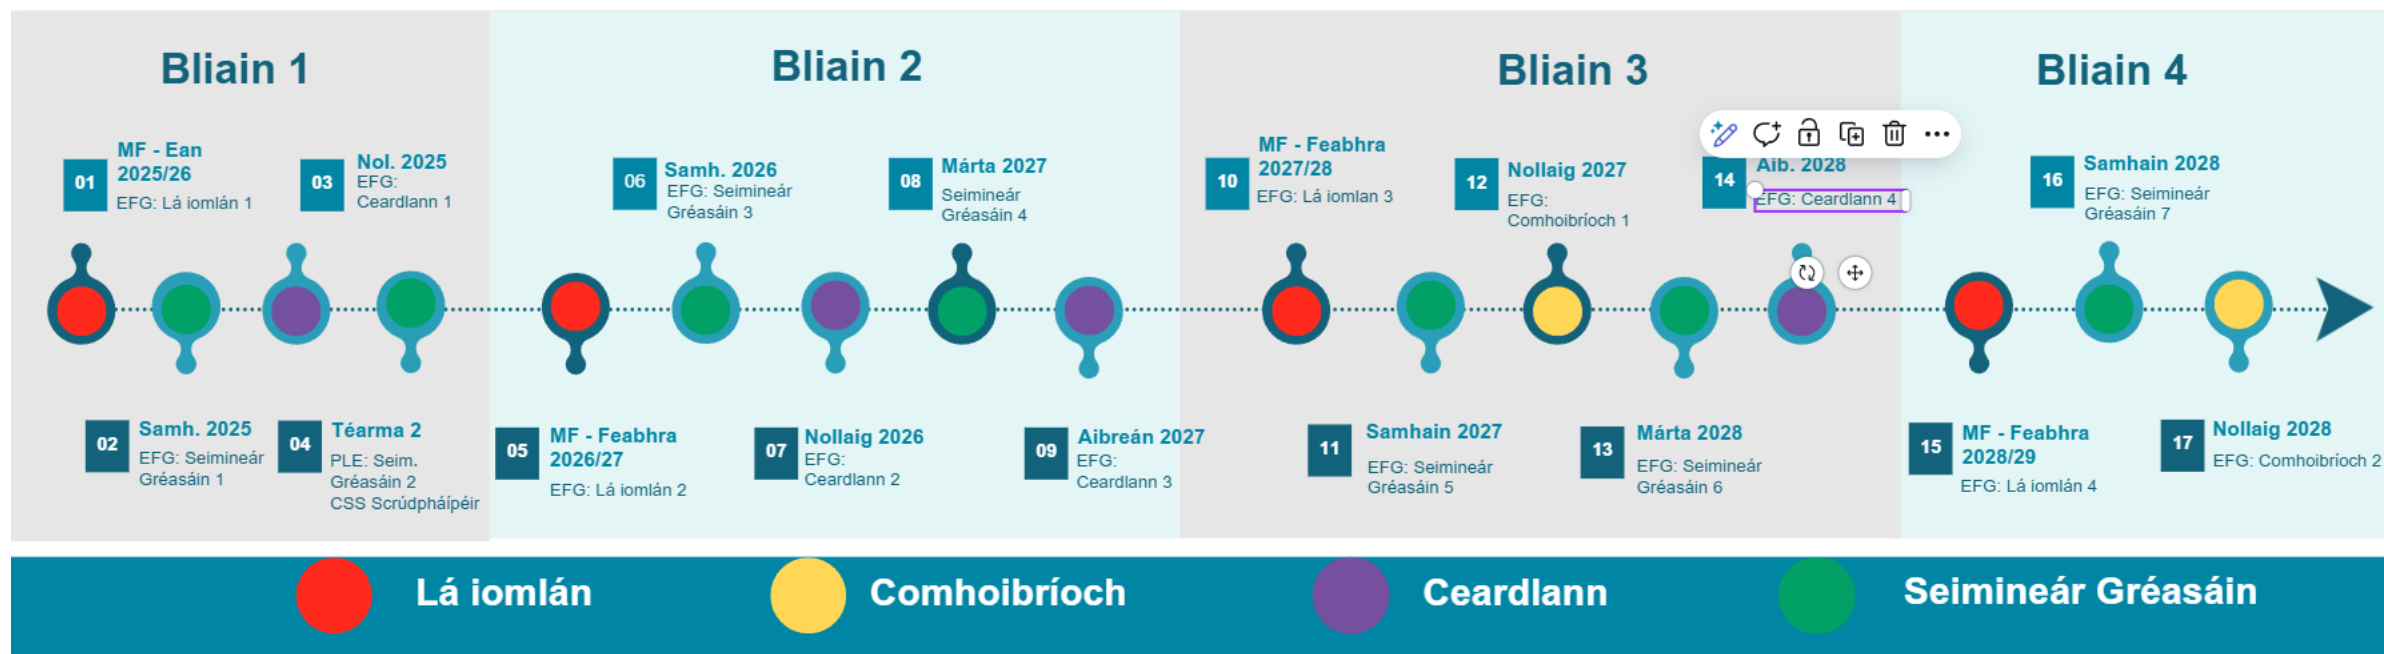 Bliain 1
Bliain 2
Bliain 3
Bliain 4
01
MF - Ean
2025/26
EFG: Lá iomlán 1
03
Nol. 2025
EFG:
Ceardlann 1
06
Samh. 2026
EFG: Seimineár
Gréasáin 3
08
Márta 2027
Seimineár
Gréasáin 4
10
MF - Feabhra
2027/28
EFG: Lá iomlan 3
12
Nollaig 2027
EFG:
Comhoibríoch 1
14
Aib. 2028
EFG: Ceardlann 4
16
Samhain 2028
EFG: Seimineár
Gréasáin 7
02
Samh. 2025
EFG: Seimineár
Gréasáin 1
04
Téarma 2
PLE: Seim.
Gréasáin 2
CSS Scrúdpháipéir
05
MF - Feabhra
2026/27
EFG: Lá iomlán 2
07
Nollaig 2026
EFG:
Ceardlann 2
09
Aibreán 2027
EFG:
Ceardlann 3
11
Samhain 2027
EFG: Seimineár
Gréasáin 5
13
Márta 2028
EFG: Seimineár
Gréasáin 6
15
MF - Feabhra
2028/29
EFG: Lá iomlán 4
17
Nollaig 2028
EFG: Comhoibríoch 2
Lá iomlán
Comhoibríoch
Ceardlann
Seimineár Gréasáin